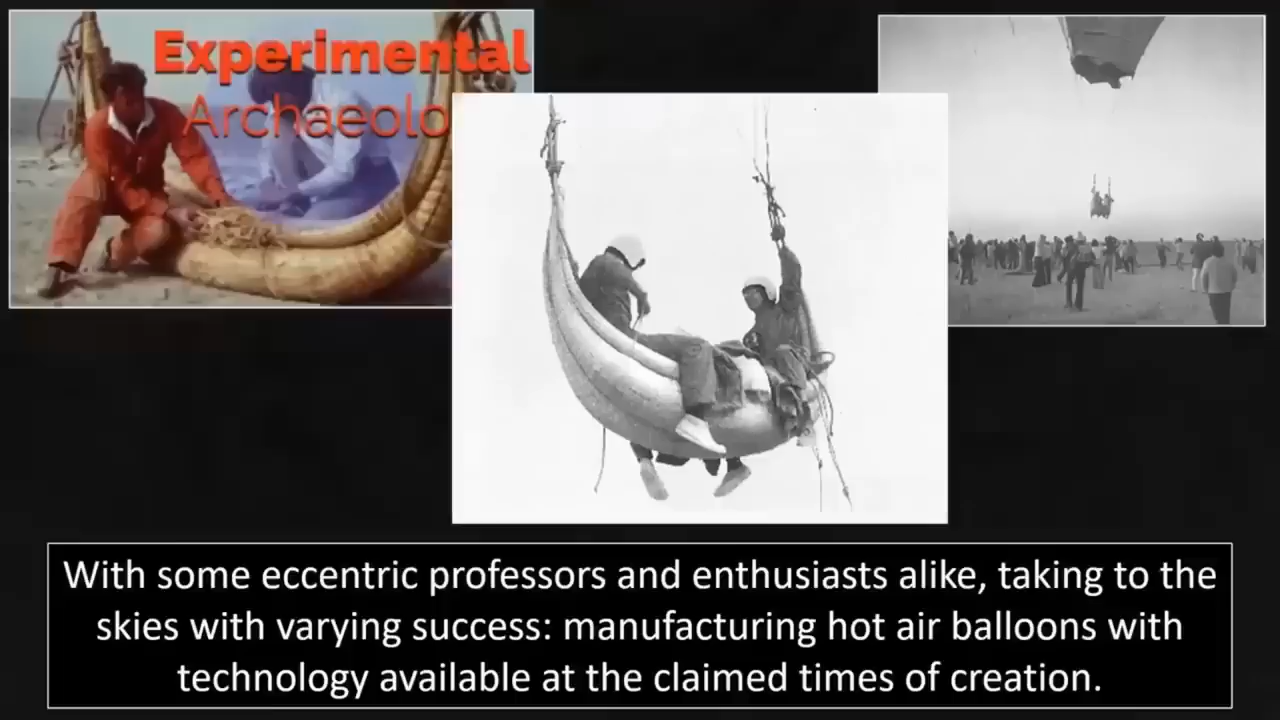 Experimental
Archaeolo
With some eccentric professors and enthusiasts alike, taking to the
skies with varying success: manufacturing hot air balloons with
technology available at the claimed times of creation.